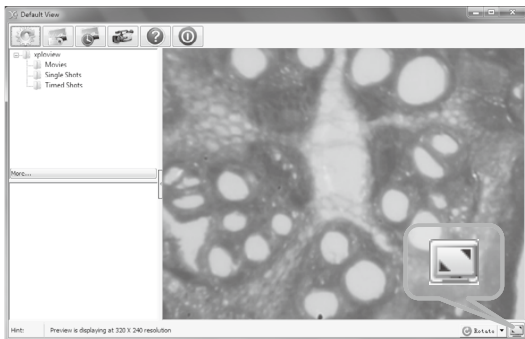 Default View
xploview
Movies
Single Shots
Timed Shots
More...
Hint: Preview is displaying at 320 X 240 resolution
Rotate